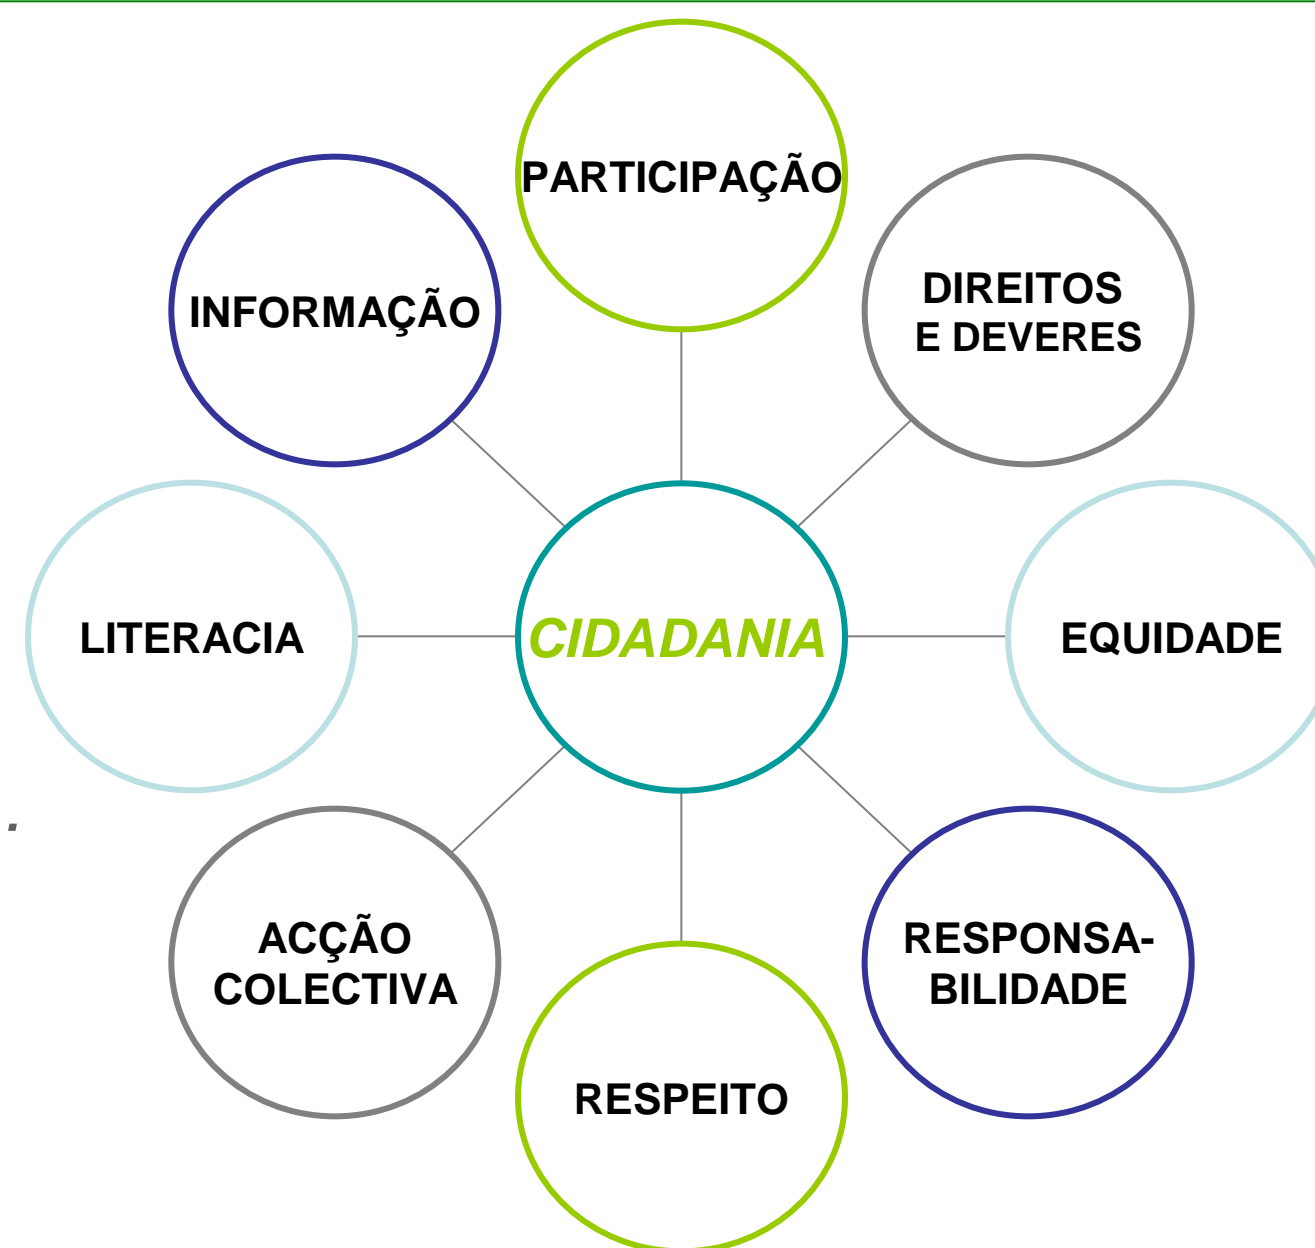 PARTICIPAÇÃO
INFORMAÇÃO
DIREITOS
E DEVERES
LITERACIA
CIDADANIA
EQUIDADE
.
ACÇÃO
COLECTIVA
RESPONSA-
BILIDADE
RESPEITO